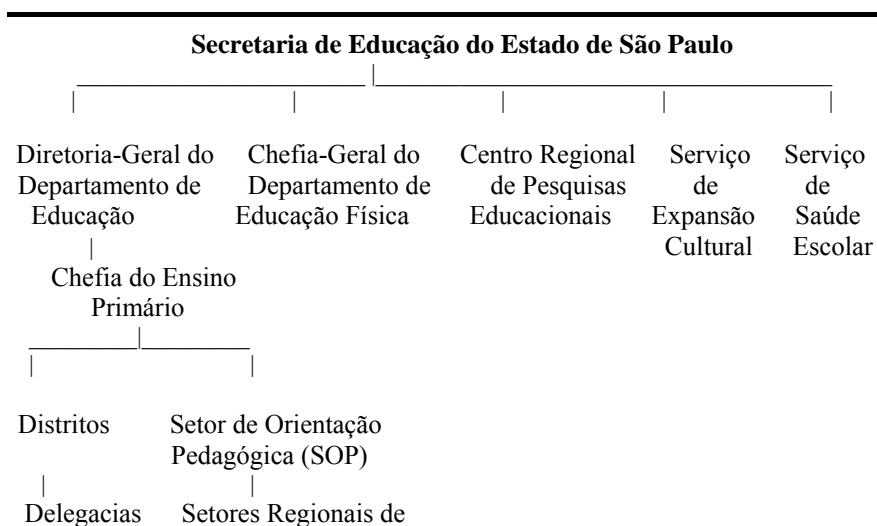 Secretaria de Educação do Estado de São Paulo
Diretoria-Geral do Departamento de Educação
Chefia-Geral do Departamento de Educação Física
Centro Regional de Pesquisas Educacionais
Serviço de Expansão Cultural
Serviço de Saúde Escolar
Chefia do Ensino
Primário
Distritos
Setor de Orientação
Pedagógica (SOP)
Delegacias
Setores Regionais de